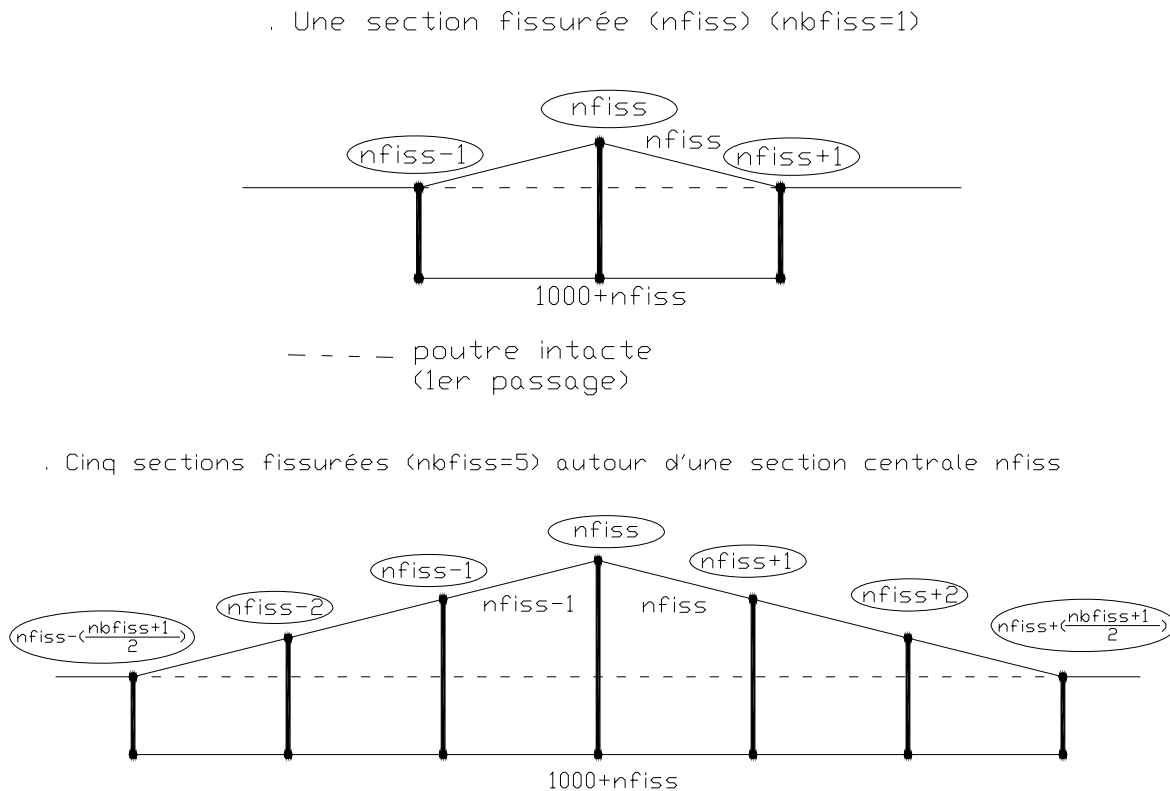 . Une section fissurée (nfiss) (nbfiss=1)
nfiss
nfiss
nfiss-1
nfiss+1
1000+nfiss
poutre intacte
(1er passage)
. Cinq sections fissurées (nbfiss=5) autour d'une section centrale nfiss
nfiss
nfiss-1
nfiss+1
nfiss-2
nfiss-1
nfiss
nfiss+2
nfiss-(nbfiss+1/2)
nfiss+(nbfiss+1/2)
1000+nfiss